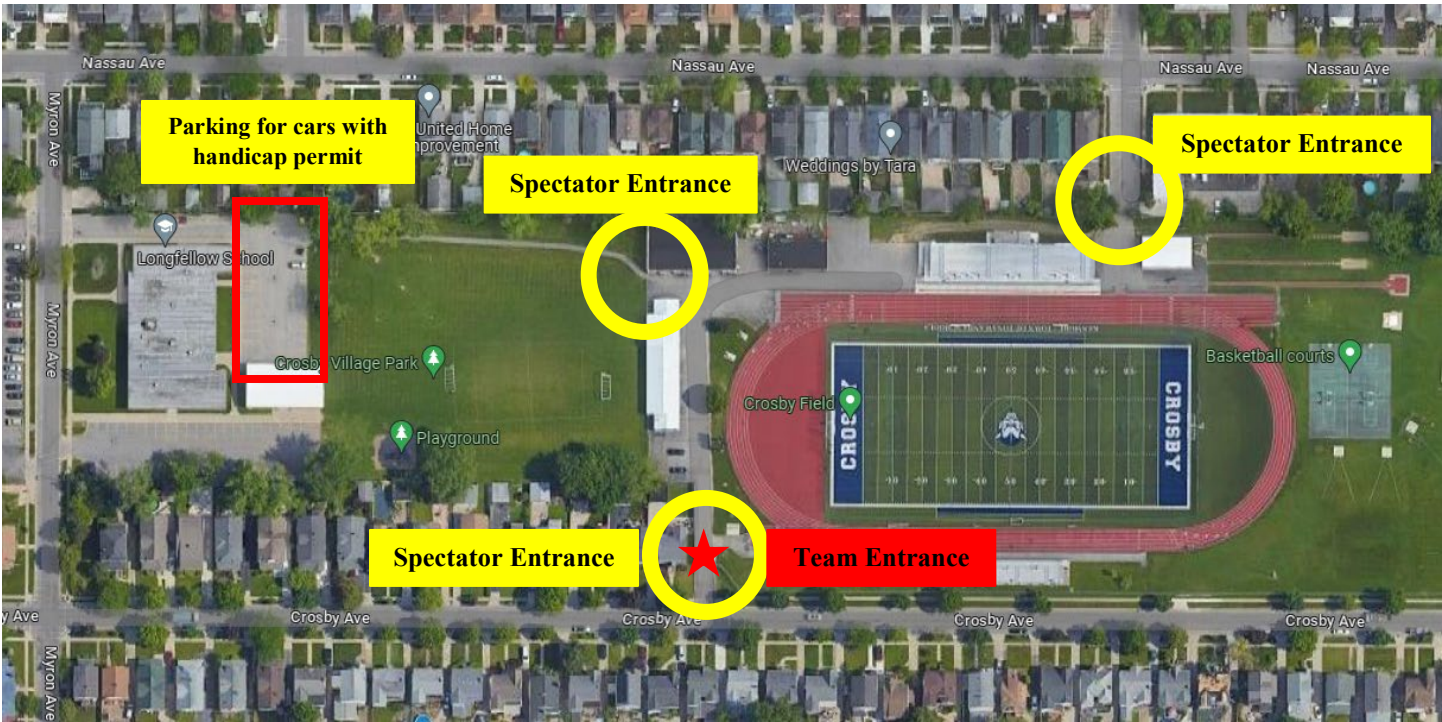 Nassau Ave
Nassau Ave
Nassau Ave
Nassau Ave
Myron Ave
Parking for cars with
handicap permit
United Home
mprovement
Spectator Entrance
Weddings by Tara
Spectator Entrance
Longfellow School
Myron Ave
Crosby Village Park
Playground
Crosby Field
CROSBY
CROSBY
Basketball courts
Spectator Entrance
Team Entrance
y Ave
Crosby Ave
Crosby Ave
Crosby Ave
Crosby Ave
Myron Ave